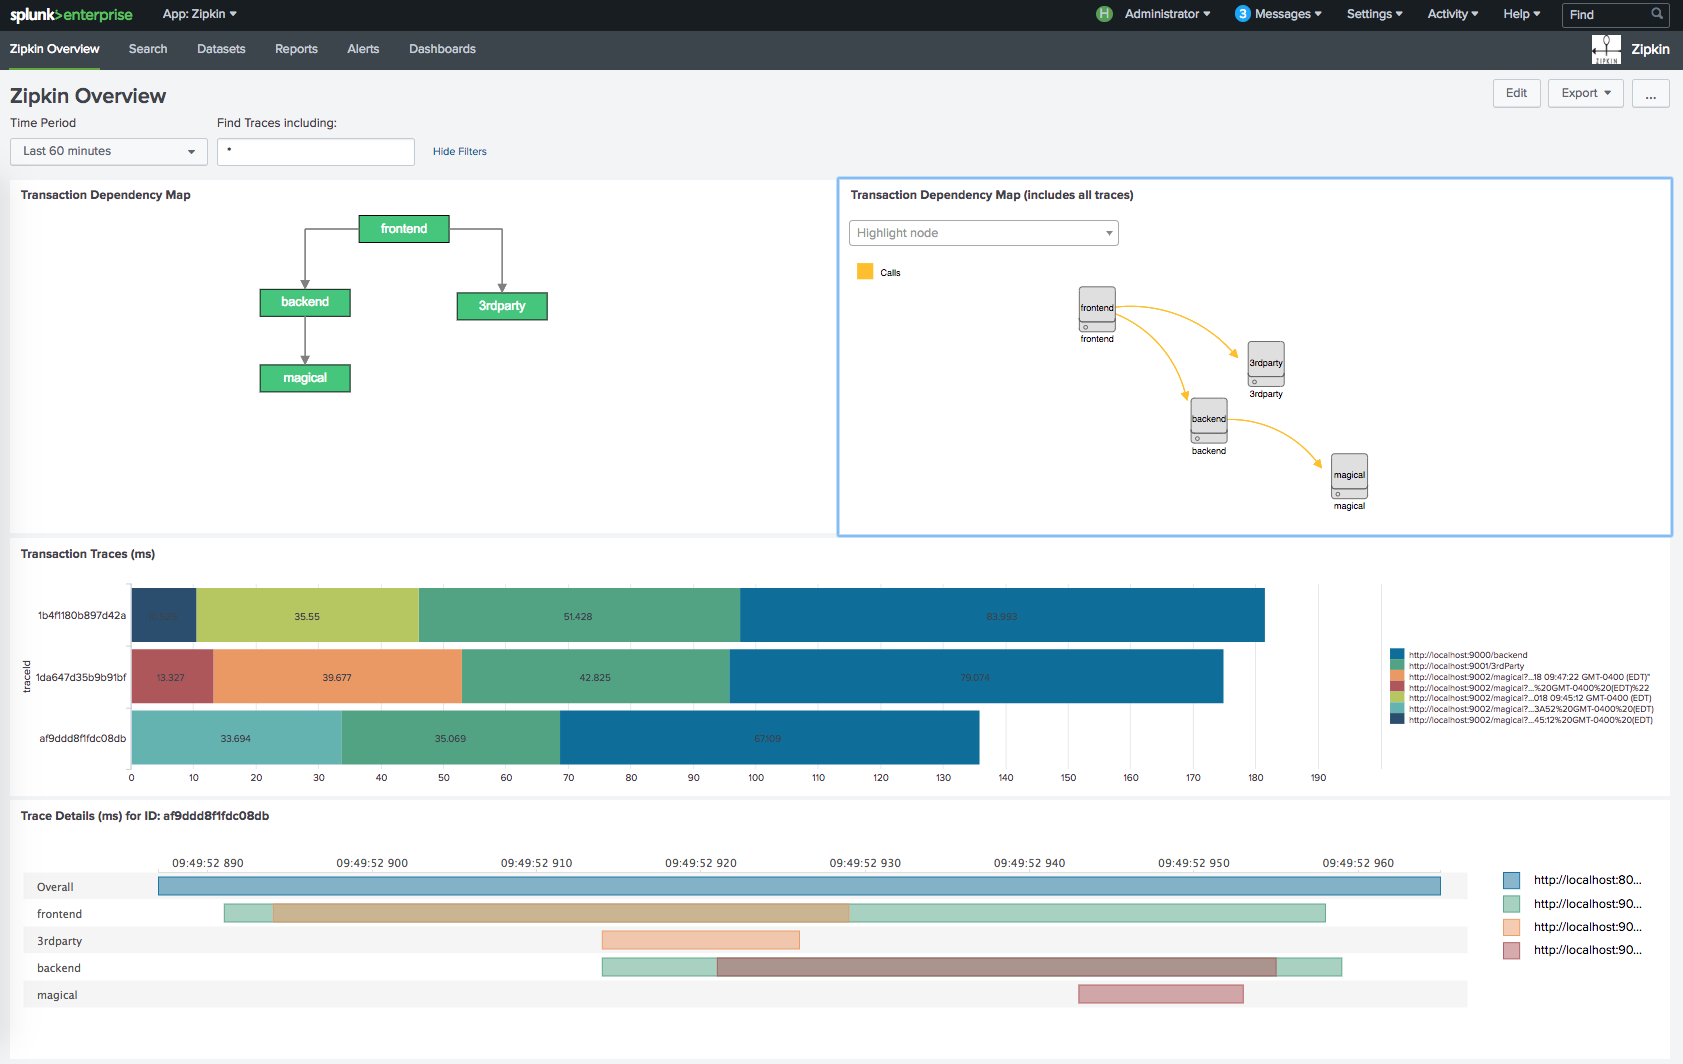 splunk>enterprise App: Zipkin H Administrator 3 Messages Settings Activity Help Find
Zipkin Overview Search Datasets Reports Alerts Dashboards ZIPKIN Zipkin
Zipkin Overview Edit Export ...
Time Period Find Traces including:
Last 60 minutes * Hide Filters
Transaction Dependency Map
frontend
backend
3rdparty
magical
Transaction Dependency Map (includes all traces)
Highlight node
Calls
frontend
frontend
3rdparty
3rdparty
backend
backend
magical
magical
Transaction Traces (ms)
traceId
1b4f1180b897d42a 35.55 51.428 83.993
1da647d35b9b91bf 13.327 39.677 42.825 79.074
af9ddd8f1fdc08db 33.694 35.069 67.109
0 10 20 30 40 50 60 70 80 90 100 110 120 130 140 150 160 170 180 190
http://localhost:9000/backend
http://localhost:9001/3rdParty
http://localhost:9002/magical?...18 09:47:22 GMT-0400 (EDT)"
http://localhost:9002/magical?...%20GMT-0400%20(EDT)%22
http://localhost:9002/magical?...018 09:45:12 GMT-0400 (EDT)
http://localhost:9002/magical?...3A52%20GMT-0400%20(EDT)
http://localhost:9002/magical?...45:12%20GMT-0400%20(EDT)
Trace Details (ms) for ID: af9ddd8f1fdc08db
09:49:52 890 09:49:52 900 09:49:52 910 09:49:52 920 09:49:52 930 09:49:52 940 09:49:52 950 09:49:52 960
Overall
frontend
3rdparty
backend
magical
http://localhost:80...
http://localhost:90...
http://localhost:90...
http://localhost:90...